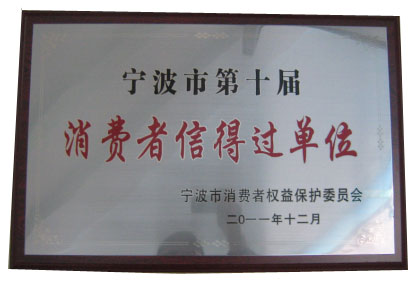 宁波市第十届
消费者信得过单位
宁波市消费者权益保护委员会
二〇一一年十二月